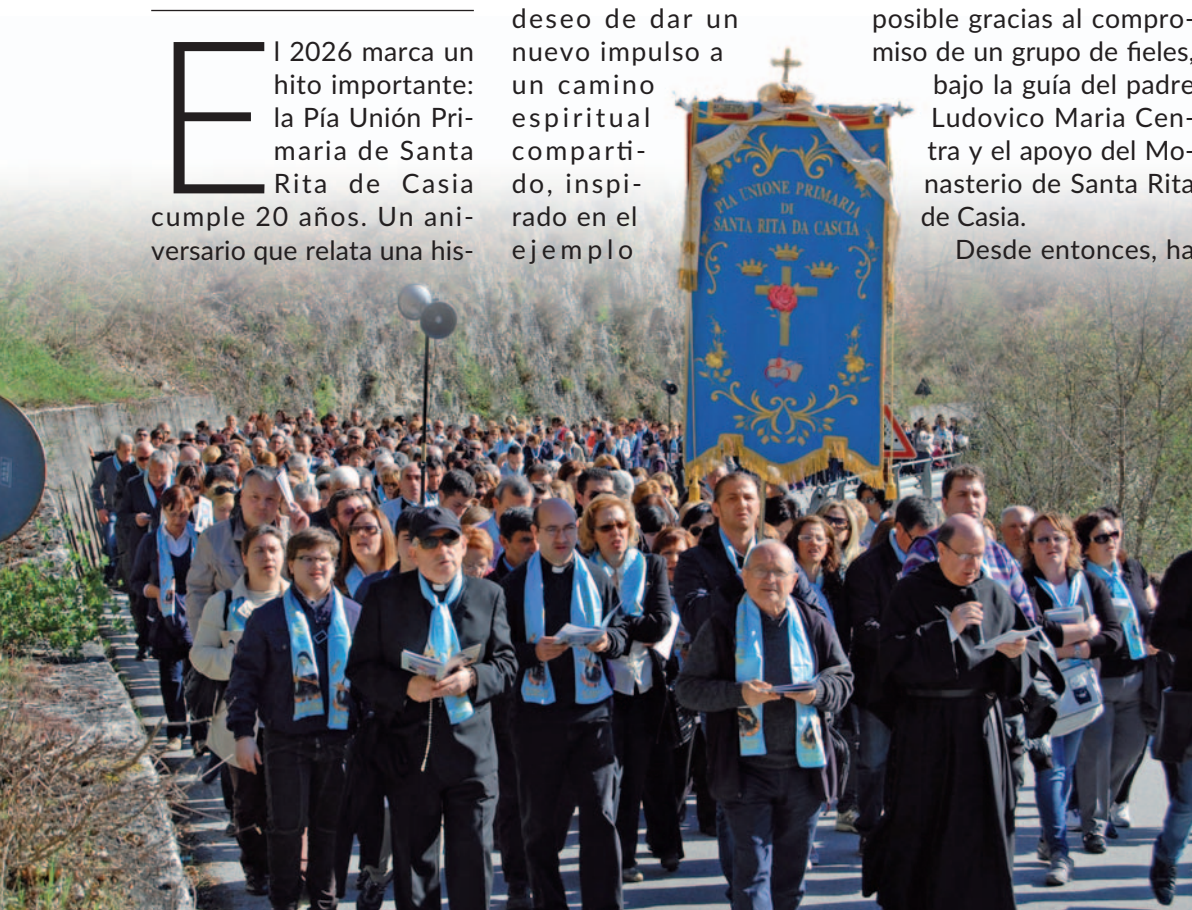 El 2026 marca un
hito importante:
la Pía Unión Pri-
maria de Santa
Rita de Casia
cumple 20 años. Un ani-
versario que relata una his-
deseo de dar un
nuevo impulso a
un camino
espiritual
comparti-
do, inspi-
rado en el
ejemplo
posible gracias al compro-
miso de un grupo de fieles,
bajo la guía del padre
Ludovico Maria Cen-
tra y el apoyo del Mo-
nasterio de Santa Rita
de Casia.
Desde entonces, ha
PIA UNIONE PRIMARIA
DI
SANTA RITA DA CASCIA